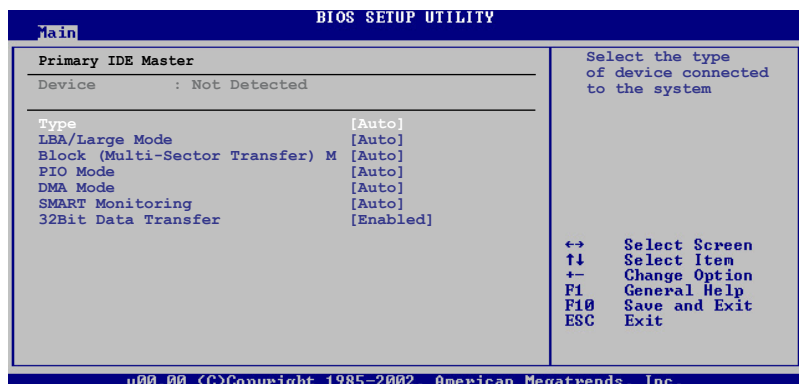 BIOS SETUP UTILITY
Main
Primary IDE Master
Device : Not Detected
Type [Auto]
LBA/Large Mode [Auto]
Block (Multi-Sector Transfer) M [Auto]
PIO Mode [Auto]
DMA Mode [Auto]
SMART Monitoring [Auto]
32Bit Data Transfer [Enabled]
Select the type
of device connected
to the system
←→ Select Screen
↑↓ Select Item
+- Change Option
F1 General Help
F10 Save and Exit
ESC Exit
v00.00 (C)Copyright 1985-2002, American Megatrends, Inc.